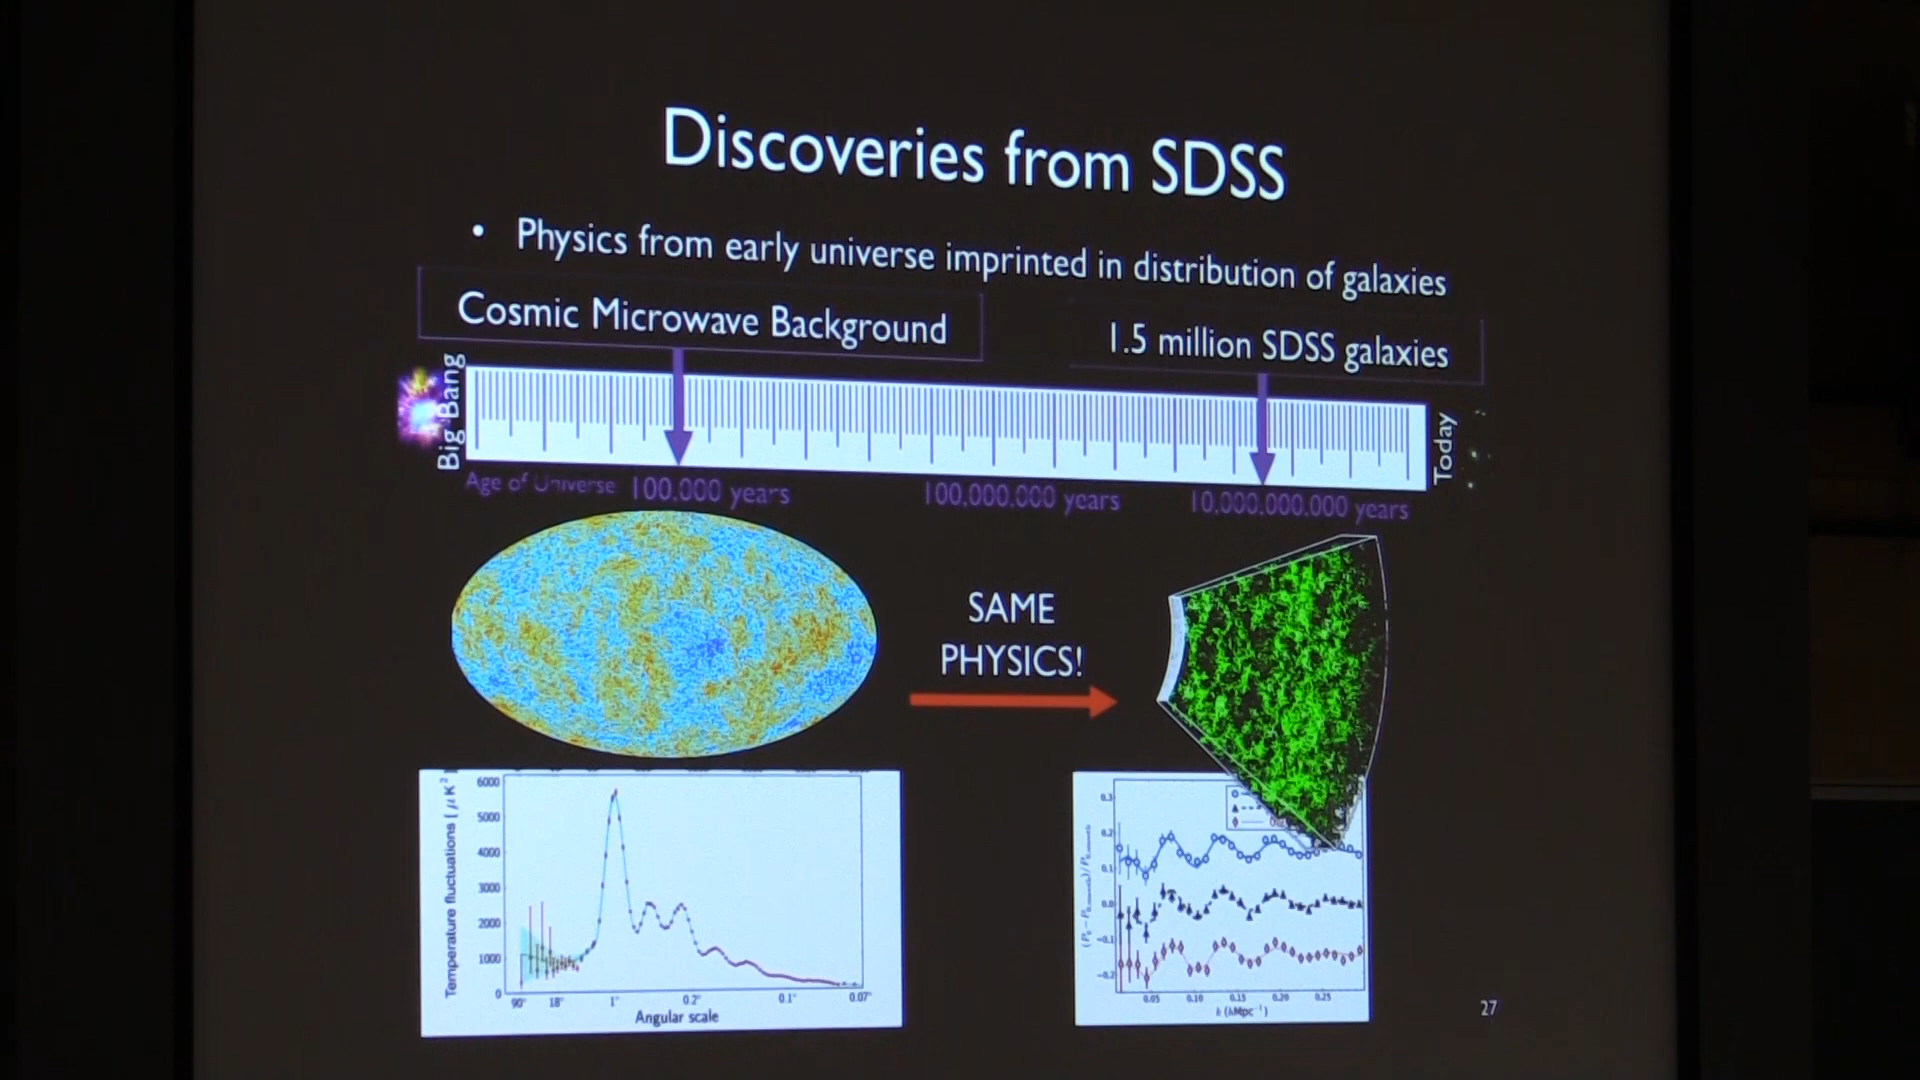 Discoveries from SDSS
• Physics from early universe imprinted in distribution of galaxies
Cosmic Microwave Background
1.5 million SDSS galaxies
Big Bang
Today
Age of Universe
100,000 years
100,000,000 years
10,000,000,000 years
SAME
PHYSICS!
Temperature fluctuations [ μ K² ]
6000
5000
4000
3000
2000
1000
0
90° 18° 1° 0.2° 0.1° 0.07°
Angular scale
0.3
0.2
0.1
0.0
−0.1
−0.2
0.05 0.10 0.15 0.20 0.25
k (hMpc⁻¹)
27